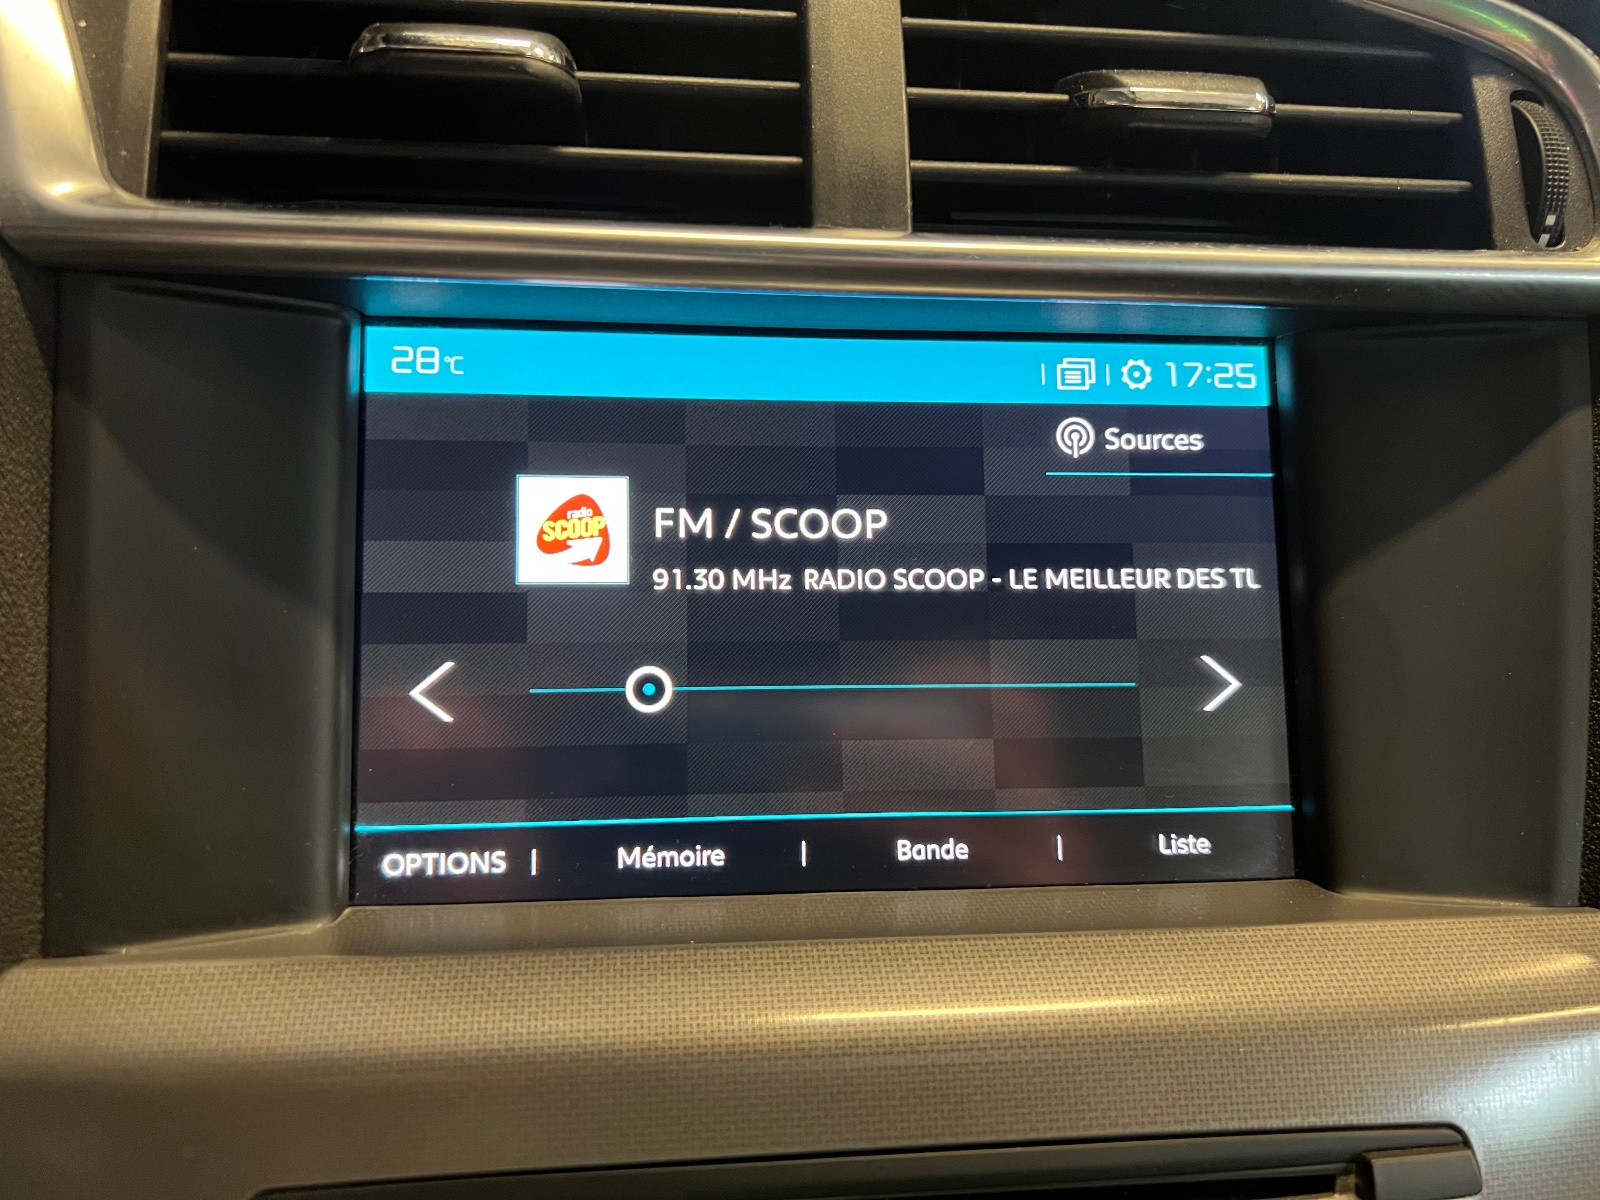 28°C
17:25
Sources
radio
SCOOP
FM / SCOOP
91.30 MHz RADIO SCOOP - LE MEILLEUR DES
OPTIONS | Mémoire | Bande | Liste